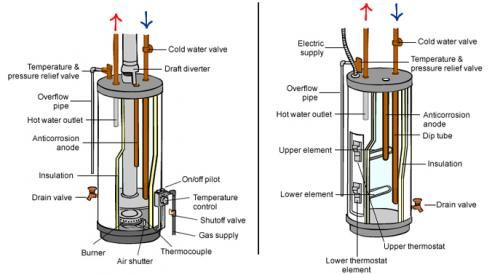 Cold water valve
Temperature &
pressure relief valve
Draft diverter
Overflow
pipe
Hot water outlet
Anticorrosion
anode
Insulation
On/off pilot
Temperature
control
Drain valve
Shutoff valve
Gas supply
Burner
Air shutter
Thermocouple
Electric
supply
Cold water valve
Temperature &
pressure relief valve
Overflow
pipe
Hot water outlet
Anticorrosion
anode
Dip tube
Upper element
Insulation
Lower element
Drain valve
Upper thermostat
Lower thermostat
element